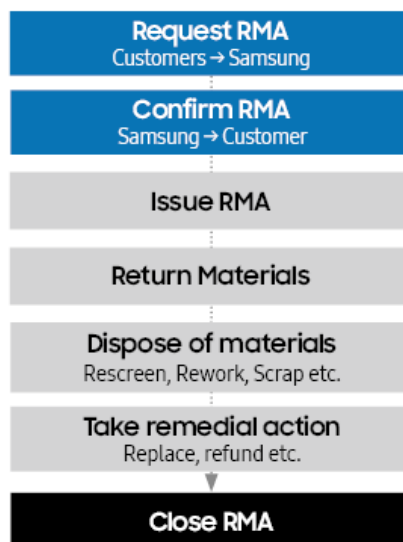 Request RMA
Customers → Samsung
Confirm RMA
Samsung → Customer
Issue RMA
Return Materials
Dispose of materials
Rescreen, Rework, Scrap etc.
Take remedial action
Replace, refund etc.
Close RMA